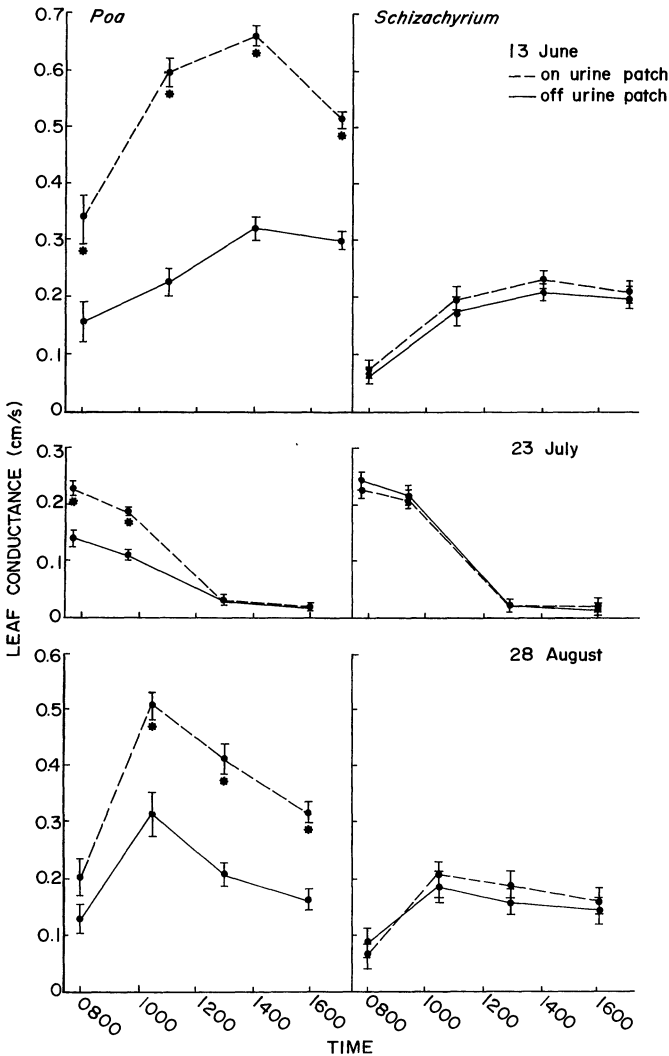 Poa
Schizachyrium
13 June
on urine patch
off urine patch
0.7
0.6
0.5
0.4
0.3
0.2
0.1
0
23 July
0.3
0.2
0.1
0
28 August
0.6
0.5
0.4
0.3
0.2
0.1
0
LEAF CONDUCTANCE (cm/s)
0800 1000 1200 1400 1600
0800 1000 1200 1400 1600
TIME